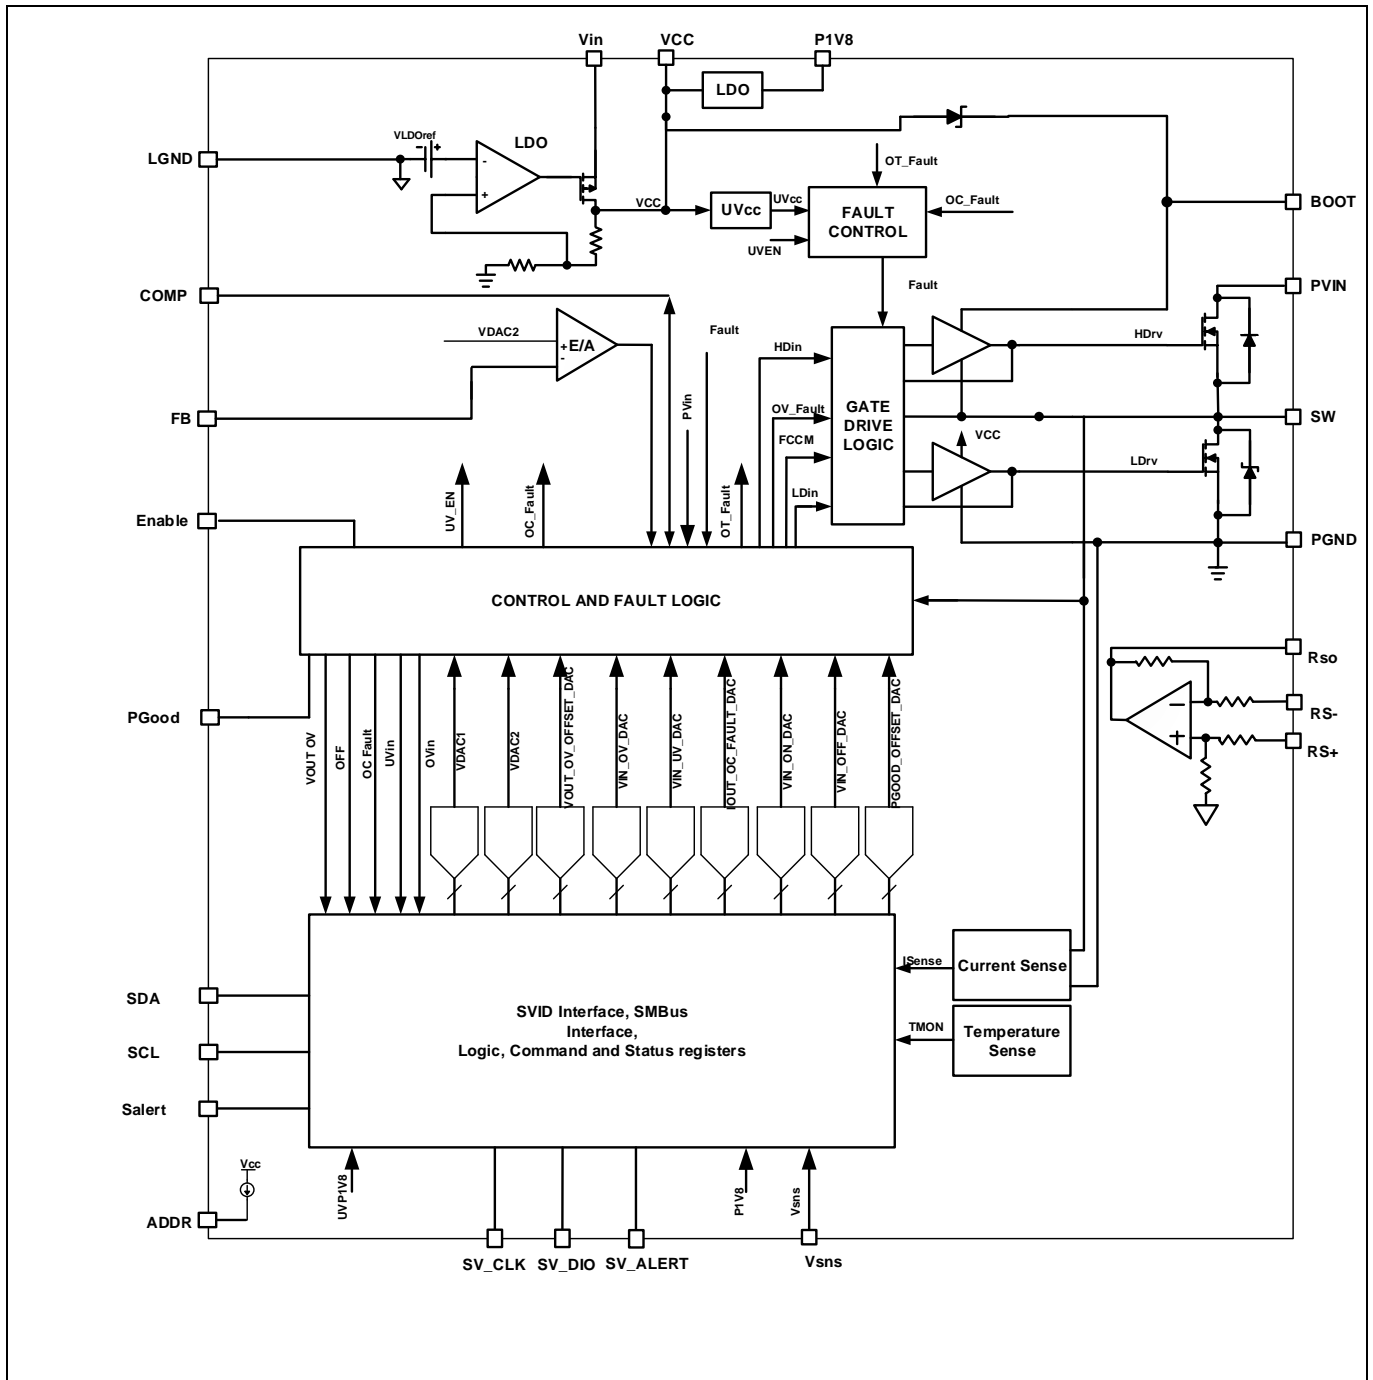 Vin
VCC
P1V8
LDO
VLDOref
LDO
LGND
-
+
-
+
OT_Fault
VCC
UVcc
UVcc
FAULT
CONTROL
OC_Fault
BOOT
UVEN
COMP
Fault
PVIN
VDAC2
+E/A
-
Fault
HDin
HDrv
PVin
FB
OV_Fault
GATE
DRIVE
LOGIC
SW
FCCM
VCC
LDrv
LDin
UV_EN
OC_Fault
OT_Fault
Enable
PGND
CONTROL AND FAULT LOGIC
Rso
RS-
RS+
PGood
VOUT OV
OFF
OC Fault
UVin
OVin
VDAC1
VDAC2
VOUT_OV_OFFSET_DAC
VIN_OV_DAC
VIN_UV_DAC
IOUT_OC_FAULT_DAC
VIN_ON_DAC
VIN_OFF_DAC
PGOOD_OFFSET_DAC
ISense
Current Sense
SDA
SVID Interface, SMBus
Interface,
Logic, Command and Status registers
TMON
Temperature
Sense
SCL
Salert
Vcc
UVP1V8
P1V8
Vsns
ADDR
SV_CLK
SV_DIO
SV_ALERT
Vsns